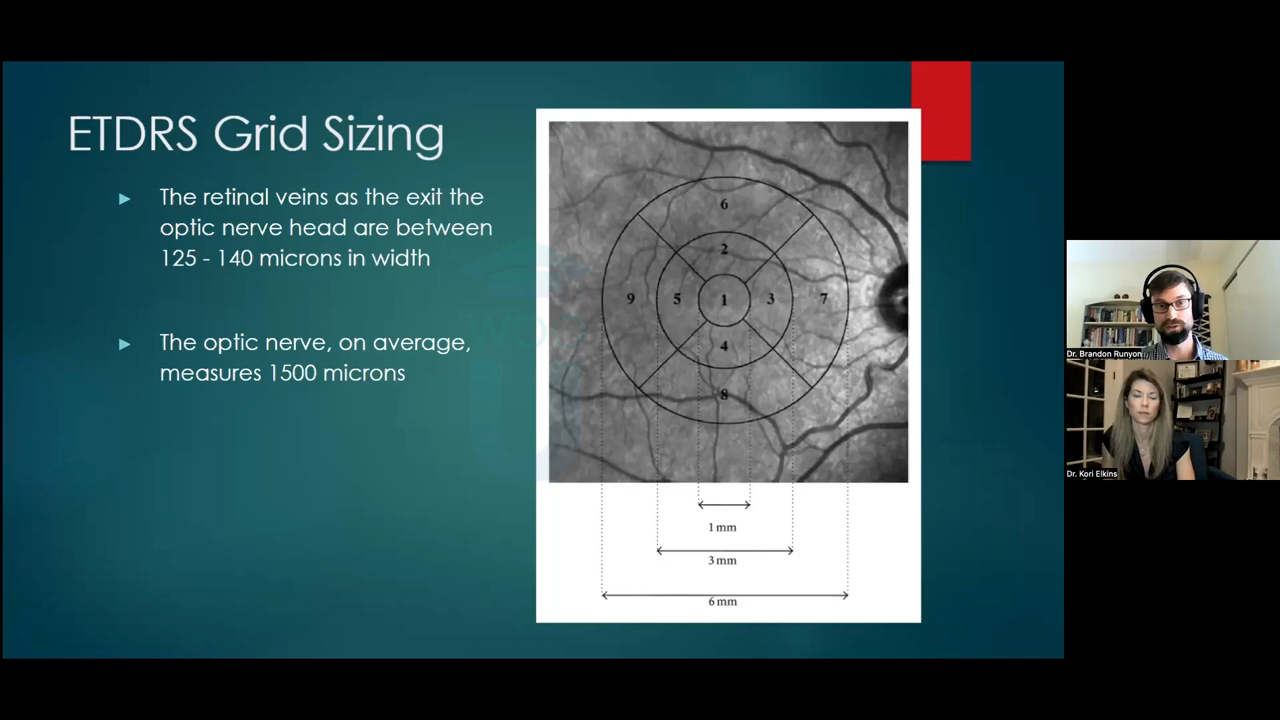 ETDRS Grid Sizing
The retinal veins as the exit the
optic nerve head are between
125 - 140 microns in width
The optic nerve, on average,
measures 1500 microns
6
2
9 5 1 3 7
4
8
1 mm
3 mm
6 mm
Dr. Brandon Runyon
Dr. Kori Elkins